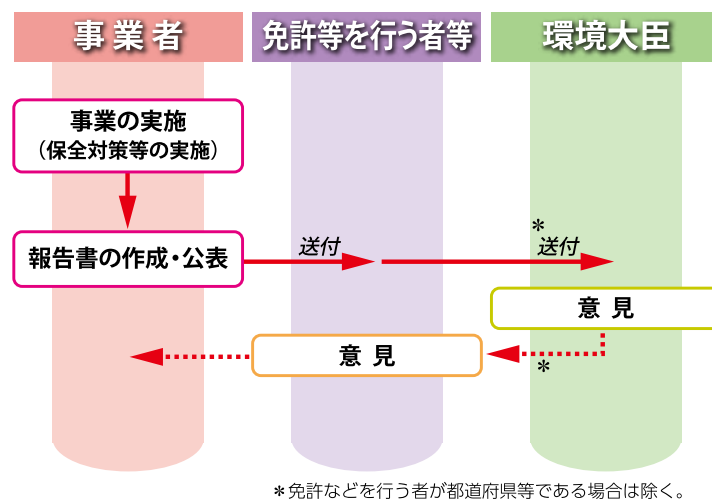 事業者
免許等を行う者等
環境大臣
事業の実施
（保全対策等の実施）
報告書の作成・公表
送付
＊
送付
意見
意見
＊
＊免許などを行う者が都道府県等である場合は除く。